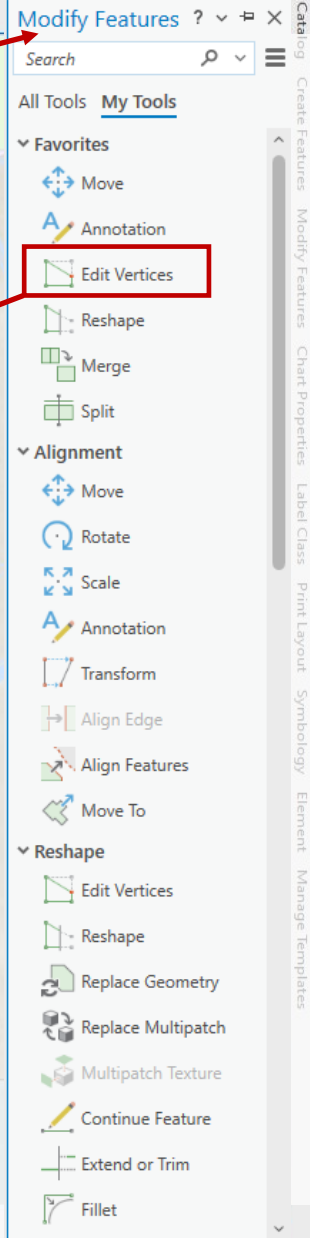 Modify Features ?
Search
All Tools My Tools
Favorites
Move
Annotation
Edit Vertices
Reshape
Merge
Split
Alignment
Move
Rotate
Scale
Annotation
Transform
Align Edge
Align Features
Move To
Reshape
Edit Vertices
Reshape
Replace Geometry
Replace Multipatch
Multipatch Texture
Continue Feature
Extend or Trim
Fillet
Catalog
Create Features
Modify Features
Chart Properties
Label Class
Print Layout
Symbology
Element
Manage Templates